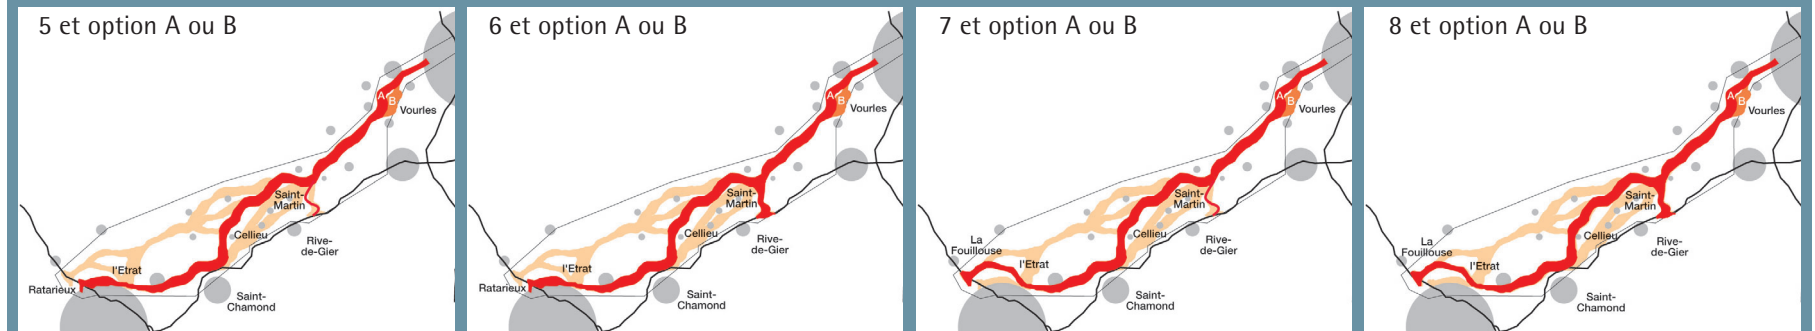 5 et option A ou B
A
B
Vourles
Saint-
Martin
Cellieu
Rive-
de-Gier
l'Etrat
Ratarieux
Saint-
Chamond
6 et option A ou B
A
B
Vourles
Saint-
Martin
Cellieu
Rive-
de-Gier
l'Etrat
Ratarieux
Saint-
Chamond
7 et option A ou B
A
B
Vourles
Saint-
Martin
Cellieu
Rive-
de-Gier
La
Fouillouse
l'Etrat
Saint-
Chamond
8 et option A ou B
A
B
Vourles
Saint-
Martin
Cellieu
Rive-
de-Gier
La
Fouillouse
l'Etrat
Saint-
Chamond